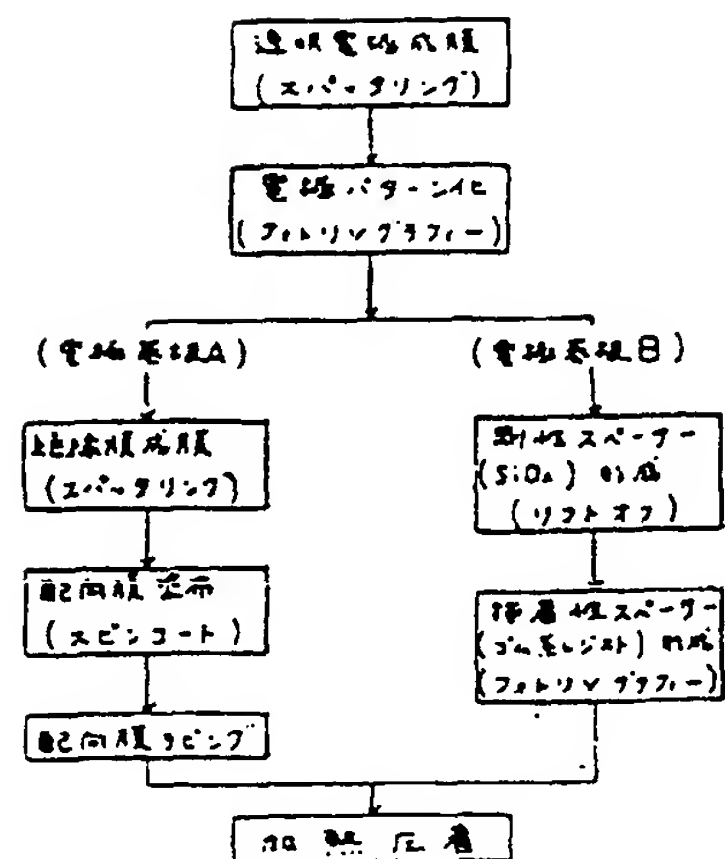 透明電極成膜
(スパッタリング)
電極パターン化
(フォトリソグラフィー)
(電極基板A)
(電極基板B)
絶縁膜成膜
(スパッタリング)
配向膜塗布
(スピンコート)
配向膜ラビング
剛性スペーサー
(SiO₂)形成
(リフトオフ)
接着性スペーサー
(ゴム系レジスト)形成
(フォトリソグラフィー)
加熱圧着